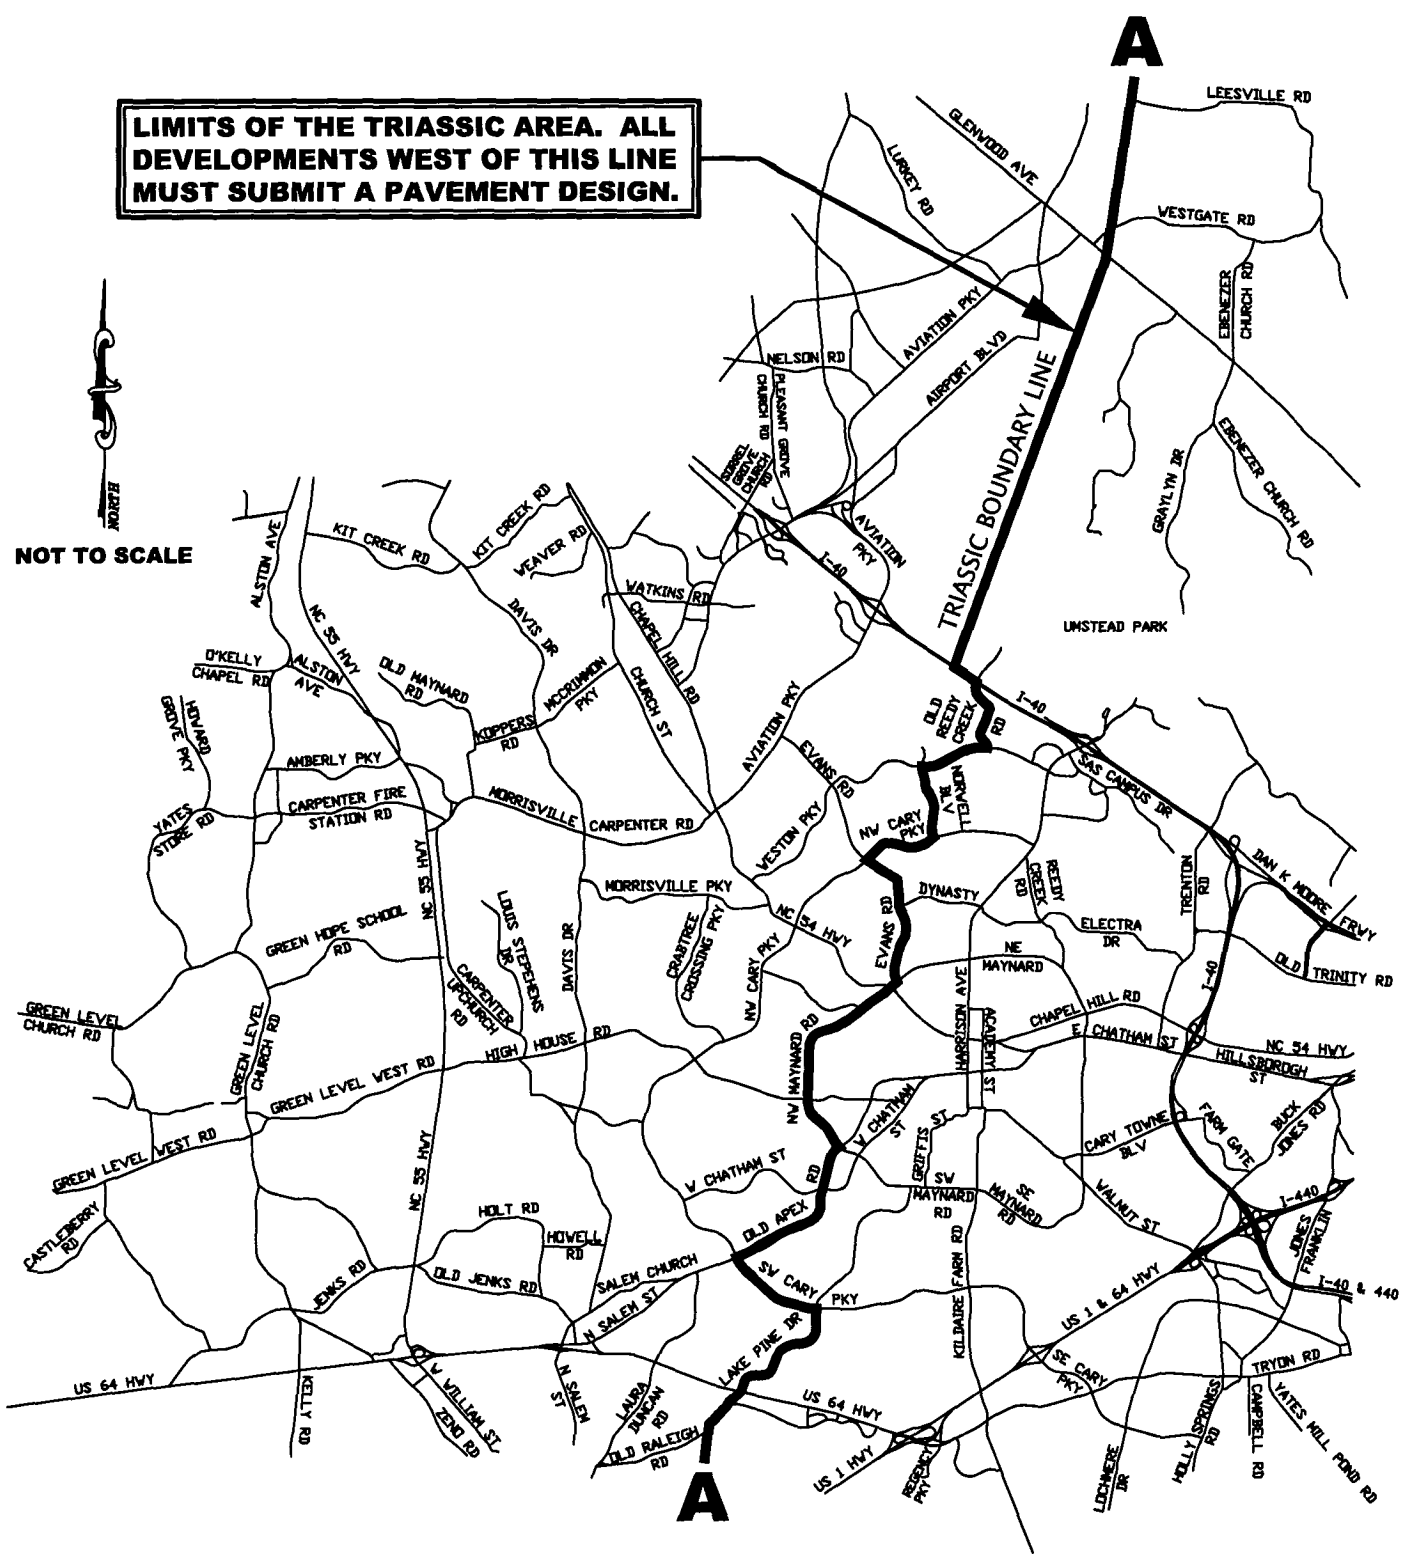 A
LIMITS OF THE TRIASSIC AREA. ALL
DEVELOPMENTS WEST OF THIS LINE
MUST SUBMIT A PAVEMENT DESIGN.
LEESVILLE RD
GLENWOOD AVE
LURKEY RD
WESTGATE RD
EBENEZER
CHURCH RD
AVIATION PKY
AIRPORT BLVD
NELSON RD
PLEASANT GROVE
CHURCH RD
TRIASSIC BOUNDARY LINE
SORREL
GROVE
CHURCH
RD
GRAYLYN DR
EBENEZER CHURCH RD
NORTH
NOT TO SCALE
ALSTON AVE
KIT CREEK RD
KIT CREEK RD
WEAVER RD
AVIATION
PKY
I-40
WATKINS RD
UMSTEAD PARK
NC 55 HWY
DAVIS DR
CHAPEL HILL RD
O'KELLY
CHAPEL RD
ALSTON
AVE
OLD MAYNARD
RD
MCCRIMMON
PKY
CHURCH ST
HOWARD
GROVE PKY
KOPPERS
RD
AVIATION PKY
OLD
REEDY
CREEK
RD
I-40
AMBERLY PKY
EVANS RD
SAS CAMPUS DR
NORVELL
BLV
CARPENTER FIRE
STATION RD
MORRISVILLE
CARPENTER RD
YATES
STORE RD
WESTON PKY
NW CARY
PKY
NC 55 HWY
MORRISVILLE PKY
DYNASTY
REEDY
CREEK
RD
TRENTON
RD
DAN K MOORE FRWY
LOUIS STEPEHENS
DR
GREEN HOPE SCHOOL
RD
DAVIS DR
CRABTREE
CROSSING PKY
NC 54 HWY
NW CARY PKY
EVANS RD
ELECTRA
DR
NE
MAYNARD
OLD TRINITY RD
I-40
CARPENTER
UPCHURCH
RD
GREEN LEVEL
CHURCH RD
GREEN LEVEL
CHURCH RD
HIGH HOUSE RD
GREEN LEVEL WEST RD
NW MAYNARD RD
HARRISON AVE
ACADEMY ST
CHAPEL HILL RD
E CHATHAM ST
NC 54 HWY
HILLSBOROGH
ST
GREEN LEVEL WEST RD
W CHATHAM
ST
GRIFFIS ST
CARY TOWNE
BLV
FARM GATE
BUCK
JONES RD
NC 55 HWY
W CHATHAM ST
CASTLEBERRY
RD
HOLT RD
HOWELL
RD
OLD APEX RD
SW
MAYNARD
RD
SE
MAYNARD
RD
WALNUT ST
I-440
JONES
FRANKLIN
JENKS RD
OLD JENKS RD
SALEM CHURCH
SW CARY PKY
KILDAIRE FARM RD
US 1 & 64 HWY
I-40 & 440
N SALEM ST
LAKE PINE DR
US 64 HWY
KELLY RD
W WILLIAM ST
ZENO RD
N SALEM
ST
LAURA
DUNCAN
RD
OLD RALEIGH
RD
US 64 HWY
SE CARY
PKY
TRYON RD
US 1 HWY
REGENCY
PKY
LOCHMERE
DR
HOLLY SPRINGS
RD
CAMPBELL RD
YATES MILL POND RD
A